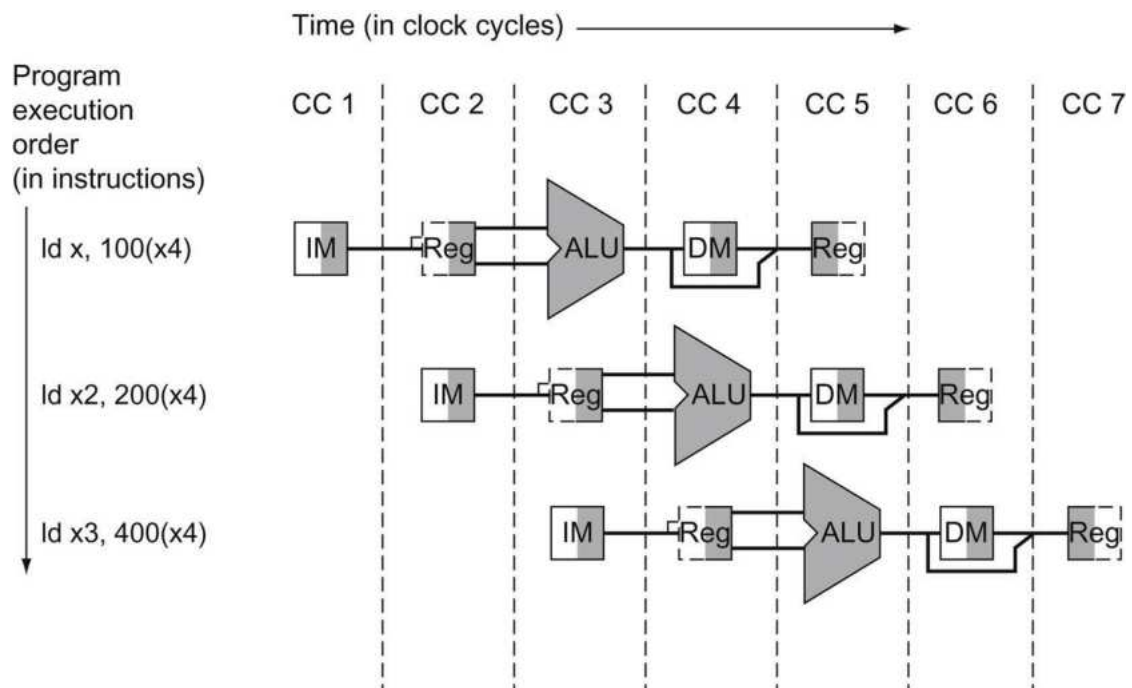 Time (in clock cycles)
Program
execution
order
(in instructions)
CC 1 CC 2 CC 3 CC 4 CC 5 CC 6 CC 7
ld x, 100(x4)
IM Reg ALU DM Reg
ld x2, 200(x4)
IM Reg ALU DM Reg
ld x3, 400(x4)
IM Reg ALU DM Reg